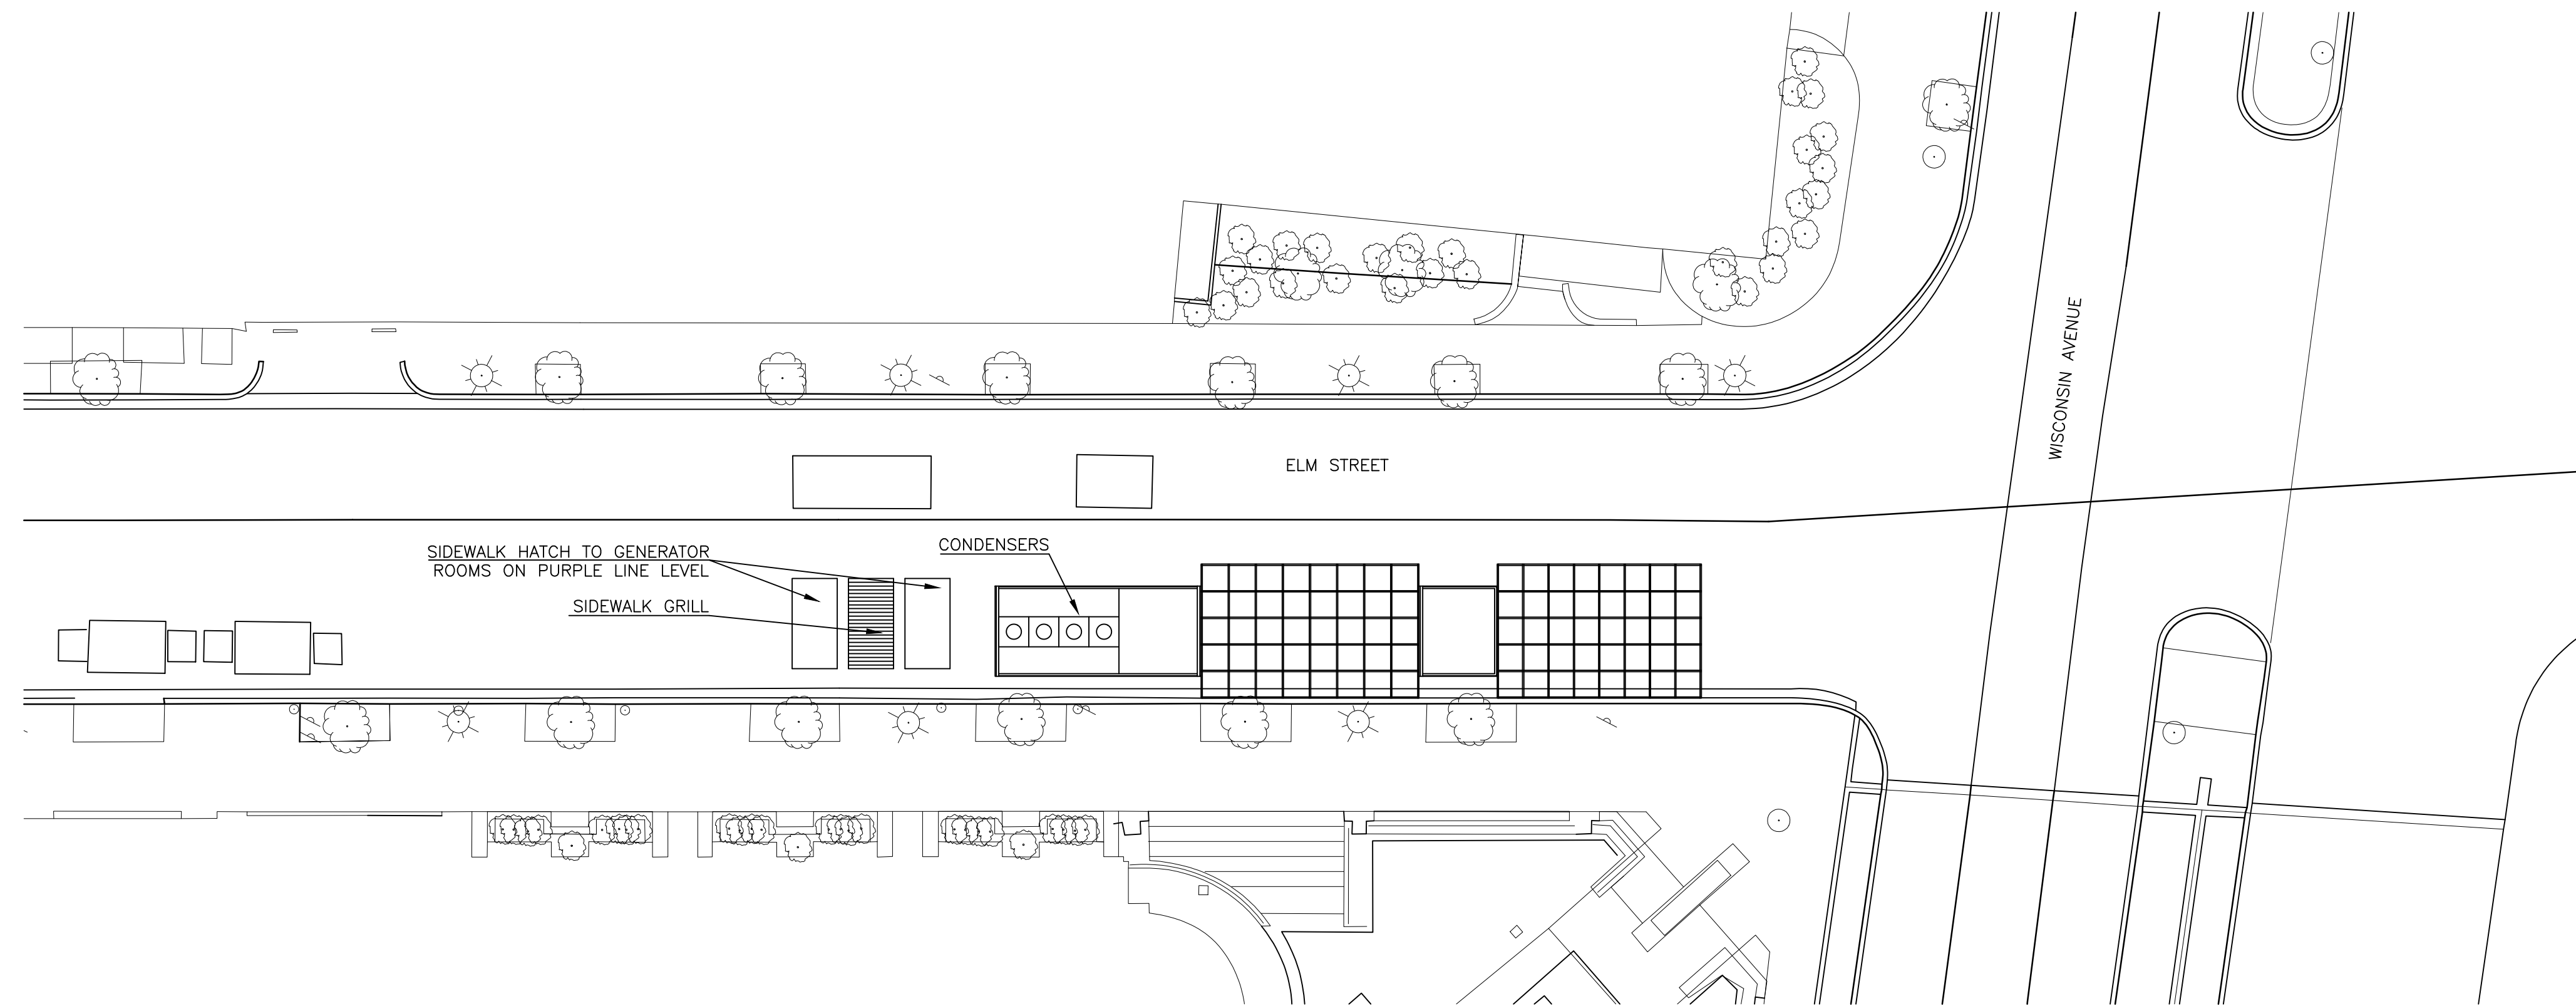 WISCONSIN AVENUE
ELM STREET
SIDEWALK HATCH TO GENERATOR
ROOMS ON PURPLE LINE LEVEL
CONDENSERS
SIDEWALK GRILL